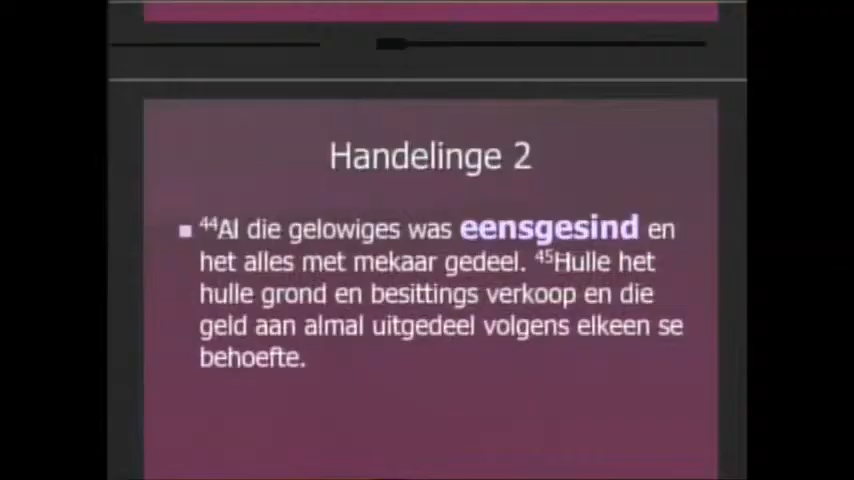 Handelinge 2
⁴⁴Al die gelowiges was eensgesind en
het alles met mekaar gedeel. ⁴⁵Hulle het
hulle grond en besittings verkoop en die
geld aan almal uitgedeel volgens elkeen se
behoefte.